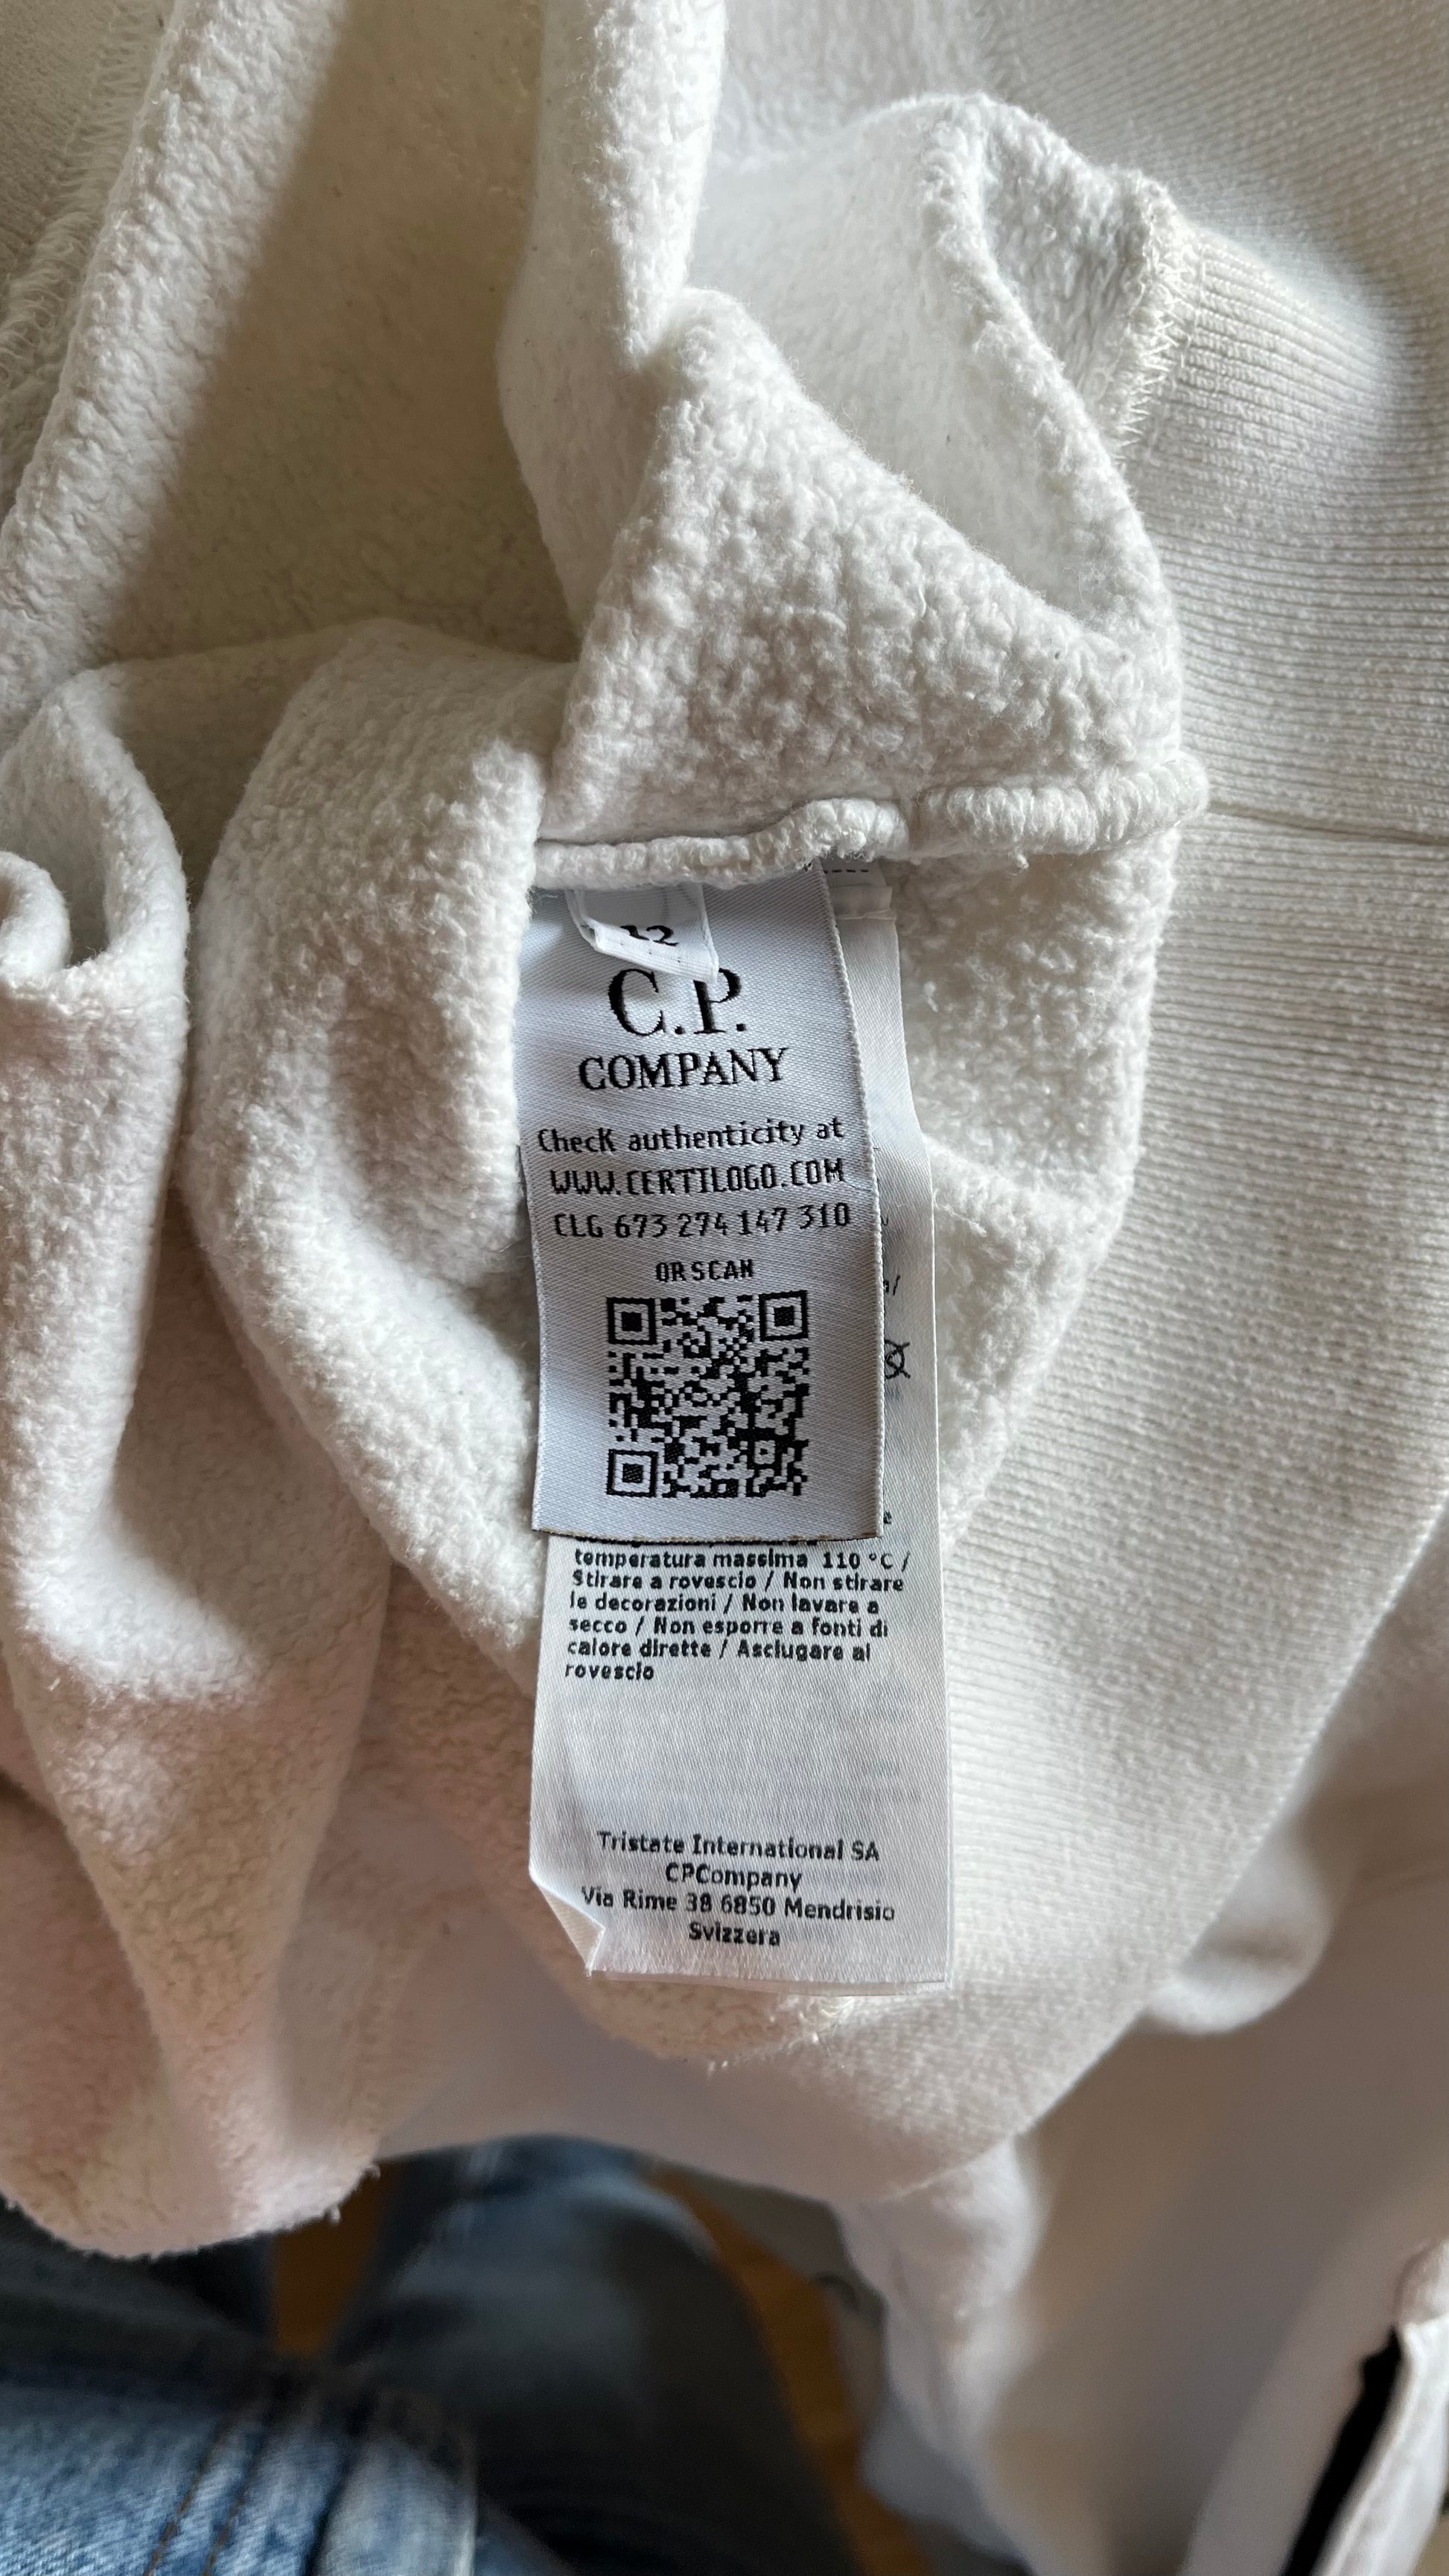 12
C.P.
COMPANY
Check authenticity at
WWW.CERTILOGO.COM
CLG 673 274 147 310
OR SCAN
temperatura massima 110 °C /
Stirare a rovescio / Non stirare
le decorazioni / Non lavare a
secco / Non esporre a fonti di
calore dirette / Asciugare al
rovescio
Tristate International SA
CPCompany
Via Rime 38 6850 Mendrisio
Svizzera